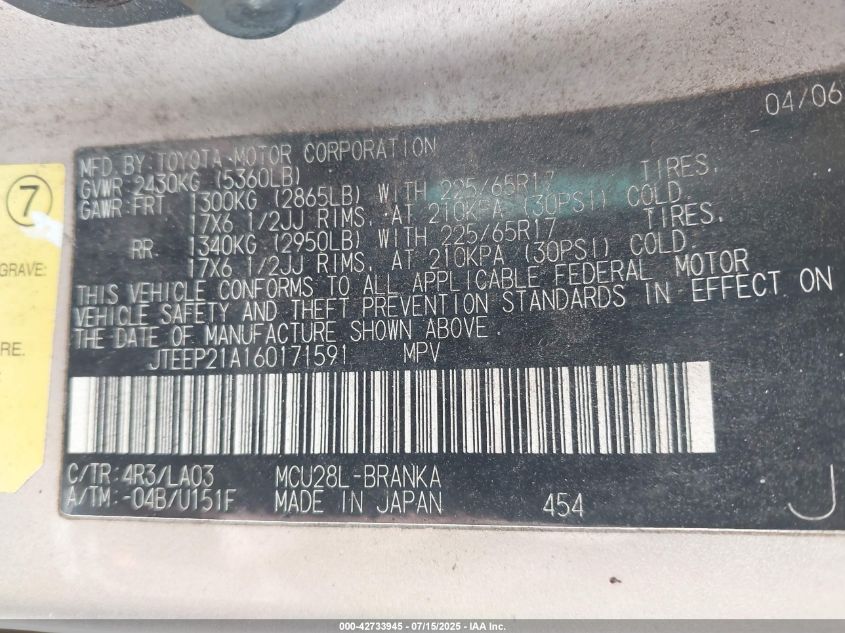 04/06
MFD. BY: TOYOTA MOTOR CORPORATION
GVWR 2430KG (5360LB)
GAWR: FRT 1300KG (2865LB) WITH 225/65R17 TIRES,
17X6 1/2JJ RIMS, AT 210KPA (30PSI) COLD.
RR. 1340KG (2950LB) WITH 225/65R17 TIRES,
17X6 1/2JJ RIMS, AT 210KPA (30PSI) COLD.
THIS VEHICLE CONFORMS TO ALL APPLICABLE FEDERAL MOTOR
VEHICLE SAFETY AND THEFT PREVENTION STANDARDS IN EFFECT ON
THE DATE OF MANUFACTURE SHOWN ABOVE.
JTEEP21A160171591 MPV
C/TR: 4R3/LA03 MCU28L-BRANKA
A/TM: -04B/U151F MADE IN JAPAN 454 J
7
GRAVE:
RE.
000-42733945 - 07/15/2025 - IAA Inc.